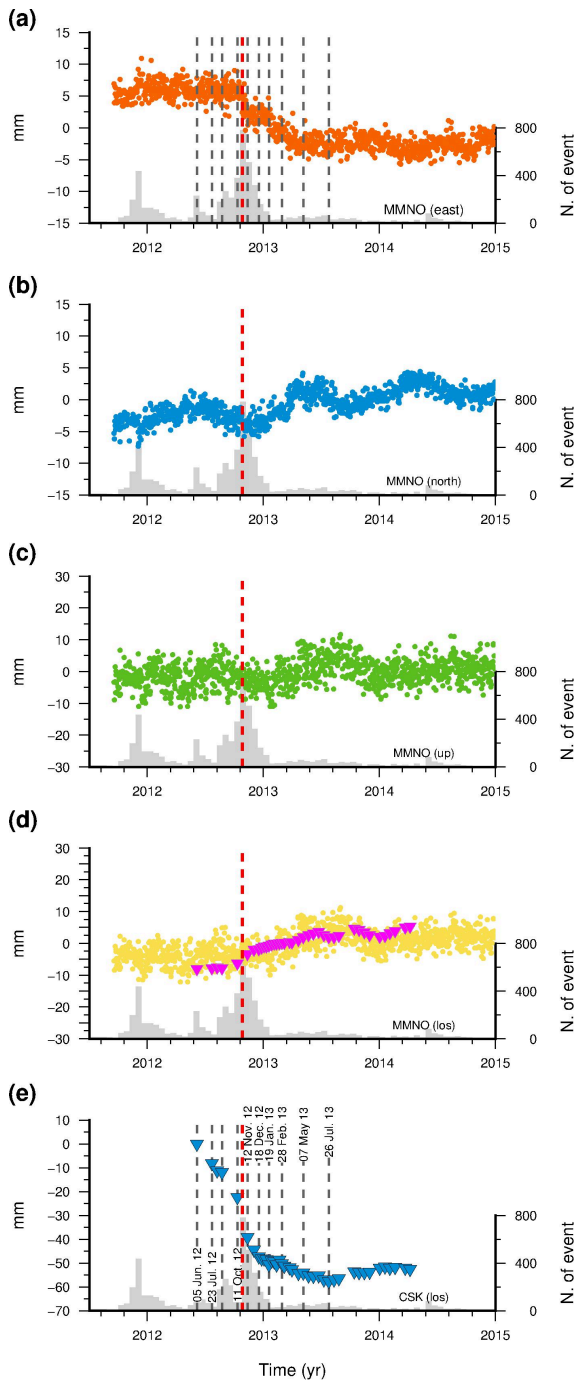 (a)
15
10
5
0
−5
−10
−15
mm
800
400
0
N. of event
MMNO (east)
2012 2013 2014 2015
(b)
15
10
5
0
−5
−10
−15
mm
800
400
0
N. of event
MMNO (north)
2012 2013 2014 2015
(c)
30
20
10
0
−10
−20
−30
mm
800
400
0
N. of event
MMNO (up)
2012 2013 2014 2015
(d)
30
20
10
0
−10
−20
−30
mm
800
400
0
N. of event
MMNO (los)
2012 2013 2014 2015
(e)
10
0
−10
−20
−30
−40
−50
−60
−70
mm
05 Jun. 12
23 Jul. 12
11 Oct. 12
12 Nov. 12
18 Dec. 12
19 Jan. 13
28 Feb. 13
07 May 13
26 Jul. 13
800
400
0
N. of event
CSK (los)
2012 2013 2014 2015
Time (yr)